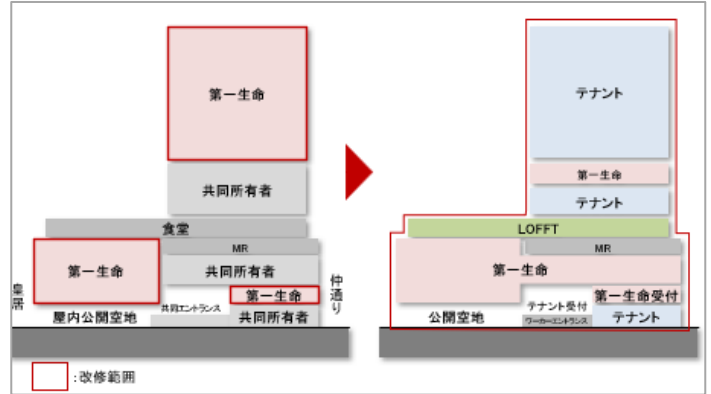 第一生命
共同所有者
食堂
MR
第一生命
共同所有者
第一生命
皇居
仲通り
屋内公開空地
共同エントランス
共同所有者
:改修範囲
テナント
第一生命
テナント
LOFFT
MR
第一生命
テナント受付
第一生命受付
公開空地
ワーカーエントランス
テナント